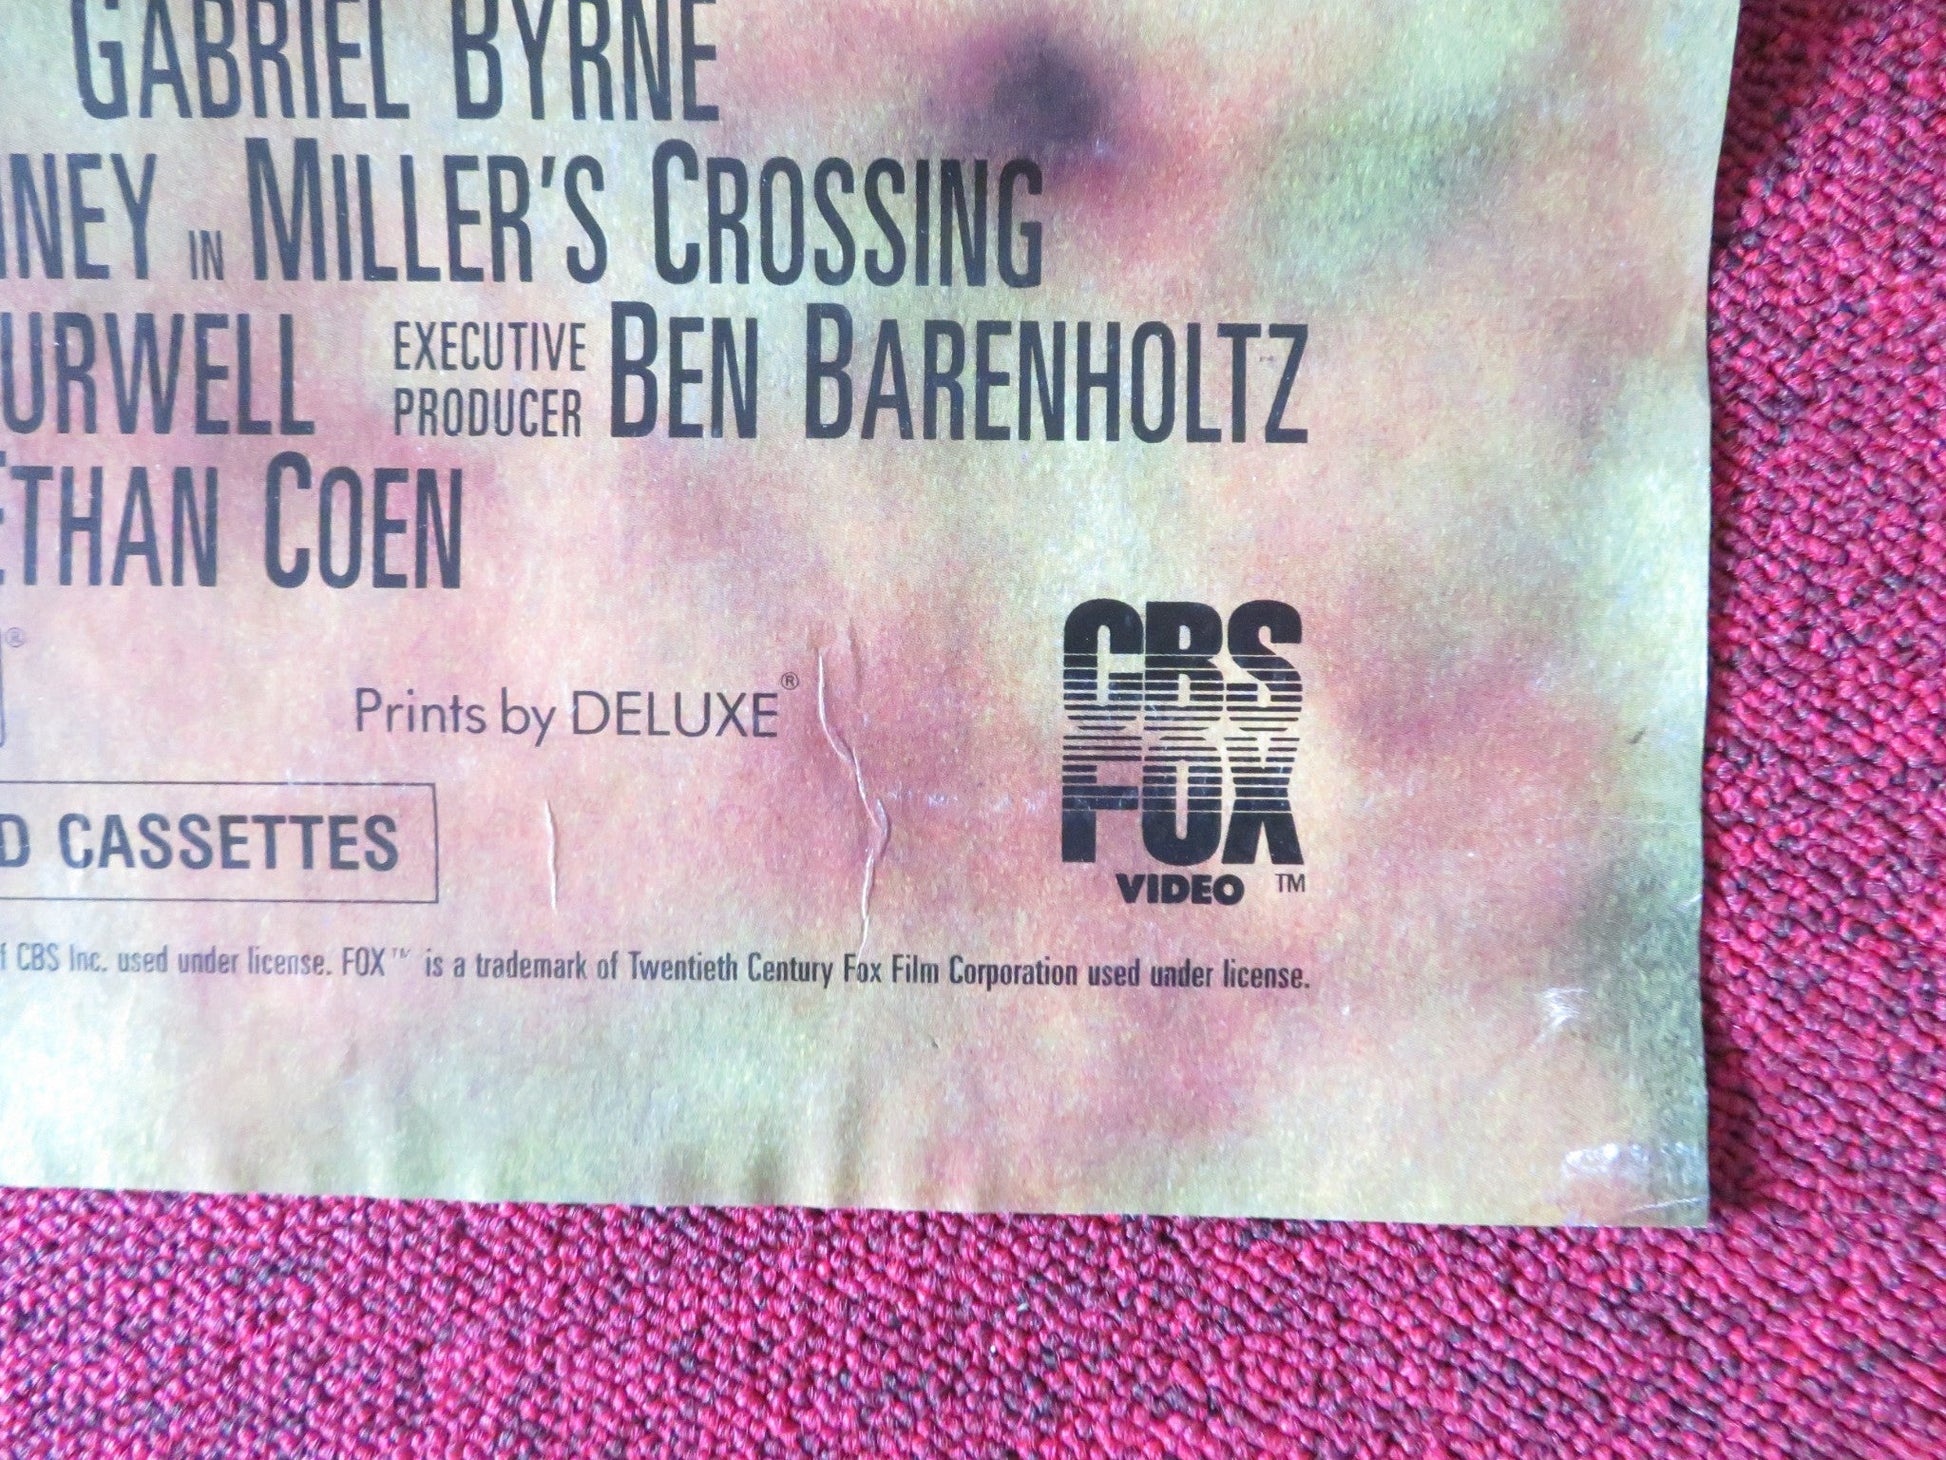 GABRIEL BYRNE
NEY IN MILLER'S CROSSING
URWELL EXECUTIVE PRODUCER BEN BARENHOLTZ
ETHAN COEN
®
Prints by DELUXE®
CBS
FOX
VIDEO ™
D CASSETTES
f CBS Inc. used under license. FOX™ is a trademark of Twentieth Century Fox Film Corporation used under license.